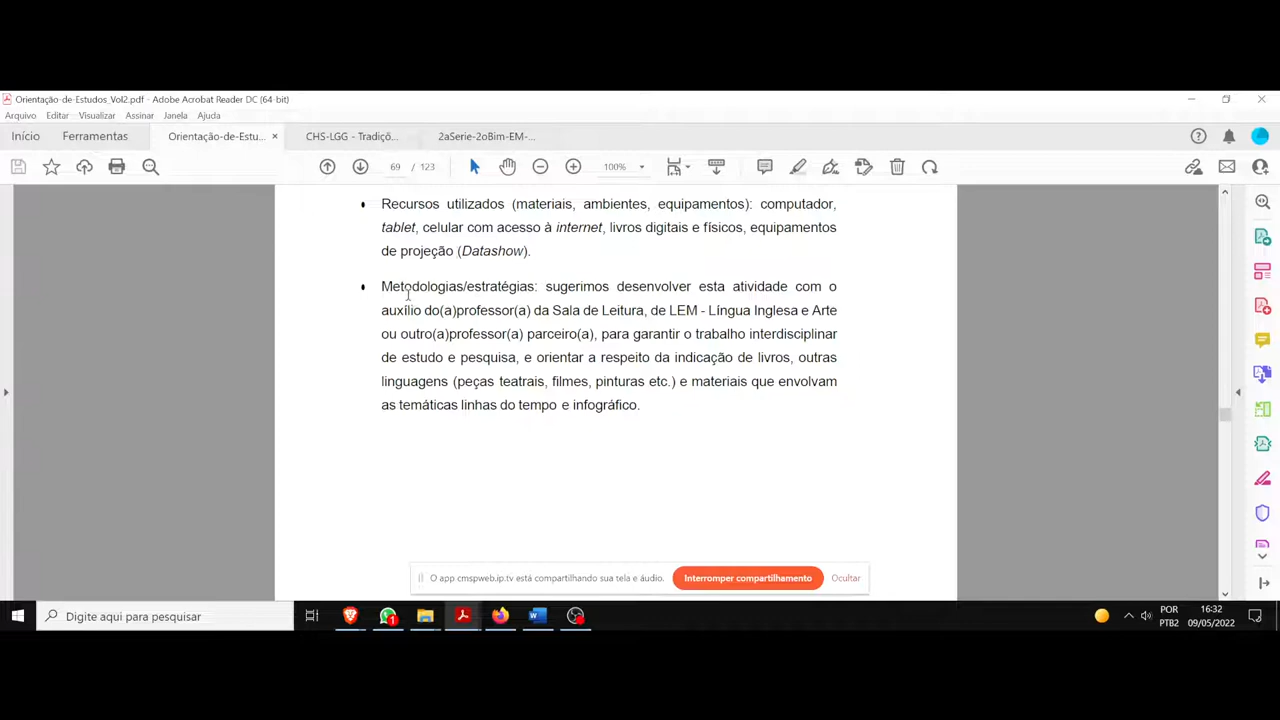 Orientação-de-Estudos_Vol2.pdf - Adobe Acrobat Reader DC (64-bit)
Arquivo Editar Visualizar Assinar Janela Ajuda
Início Ferramentas Orientação-de-Estu... × CHS-LGG - Tradiçõ... 2aSerie-2oBim-EM-...
69 / 123 100%
Recursos utilizados (materiais, ambientes, equipamentos): computador,
tablet, celular com acesso à internet, livros digitais e físicos, equipamentos
de projeção (Datashow).
Metodologias/estratégias: sugerimos desenvolver esta atividade com o
auxílio do(a)professor(a) da Sala de Leitura, de LEM - Língua Inglesa e Arte
ou outro(a)professor(a) parceiro(a), para garantir o trabalho interdisciplinar
de estudo e pesquisa, e orientar a respeito da indicação de livros, outras
linguagens (peças teatrais, filmes, pinturas etc.) e materiais que envolvam
as temáticas linhas do tempo e infográfico.
O app cmspweb.ip.tv está compartilhando sua tela e áudio. Interromper compartilhamento Ocultar
Digite aqui para pesquisar
POR 16:32
PTB2 09/05/2022